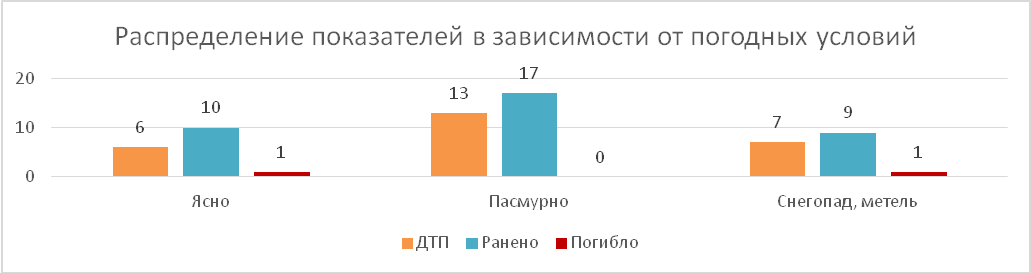 Распределение показателей в зависимости от погодных условий
20
10
0
6
10
1
13
17
0
7
9
1
Ясно
Пасмурно
Снегопад, метель
ДТП
Ранено
Погибло